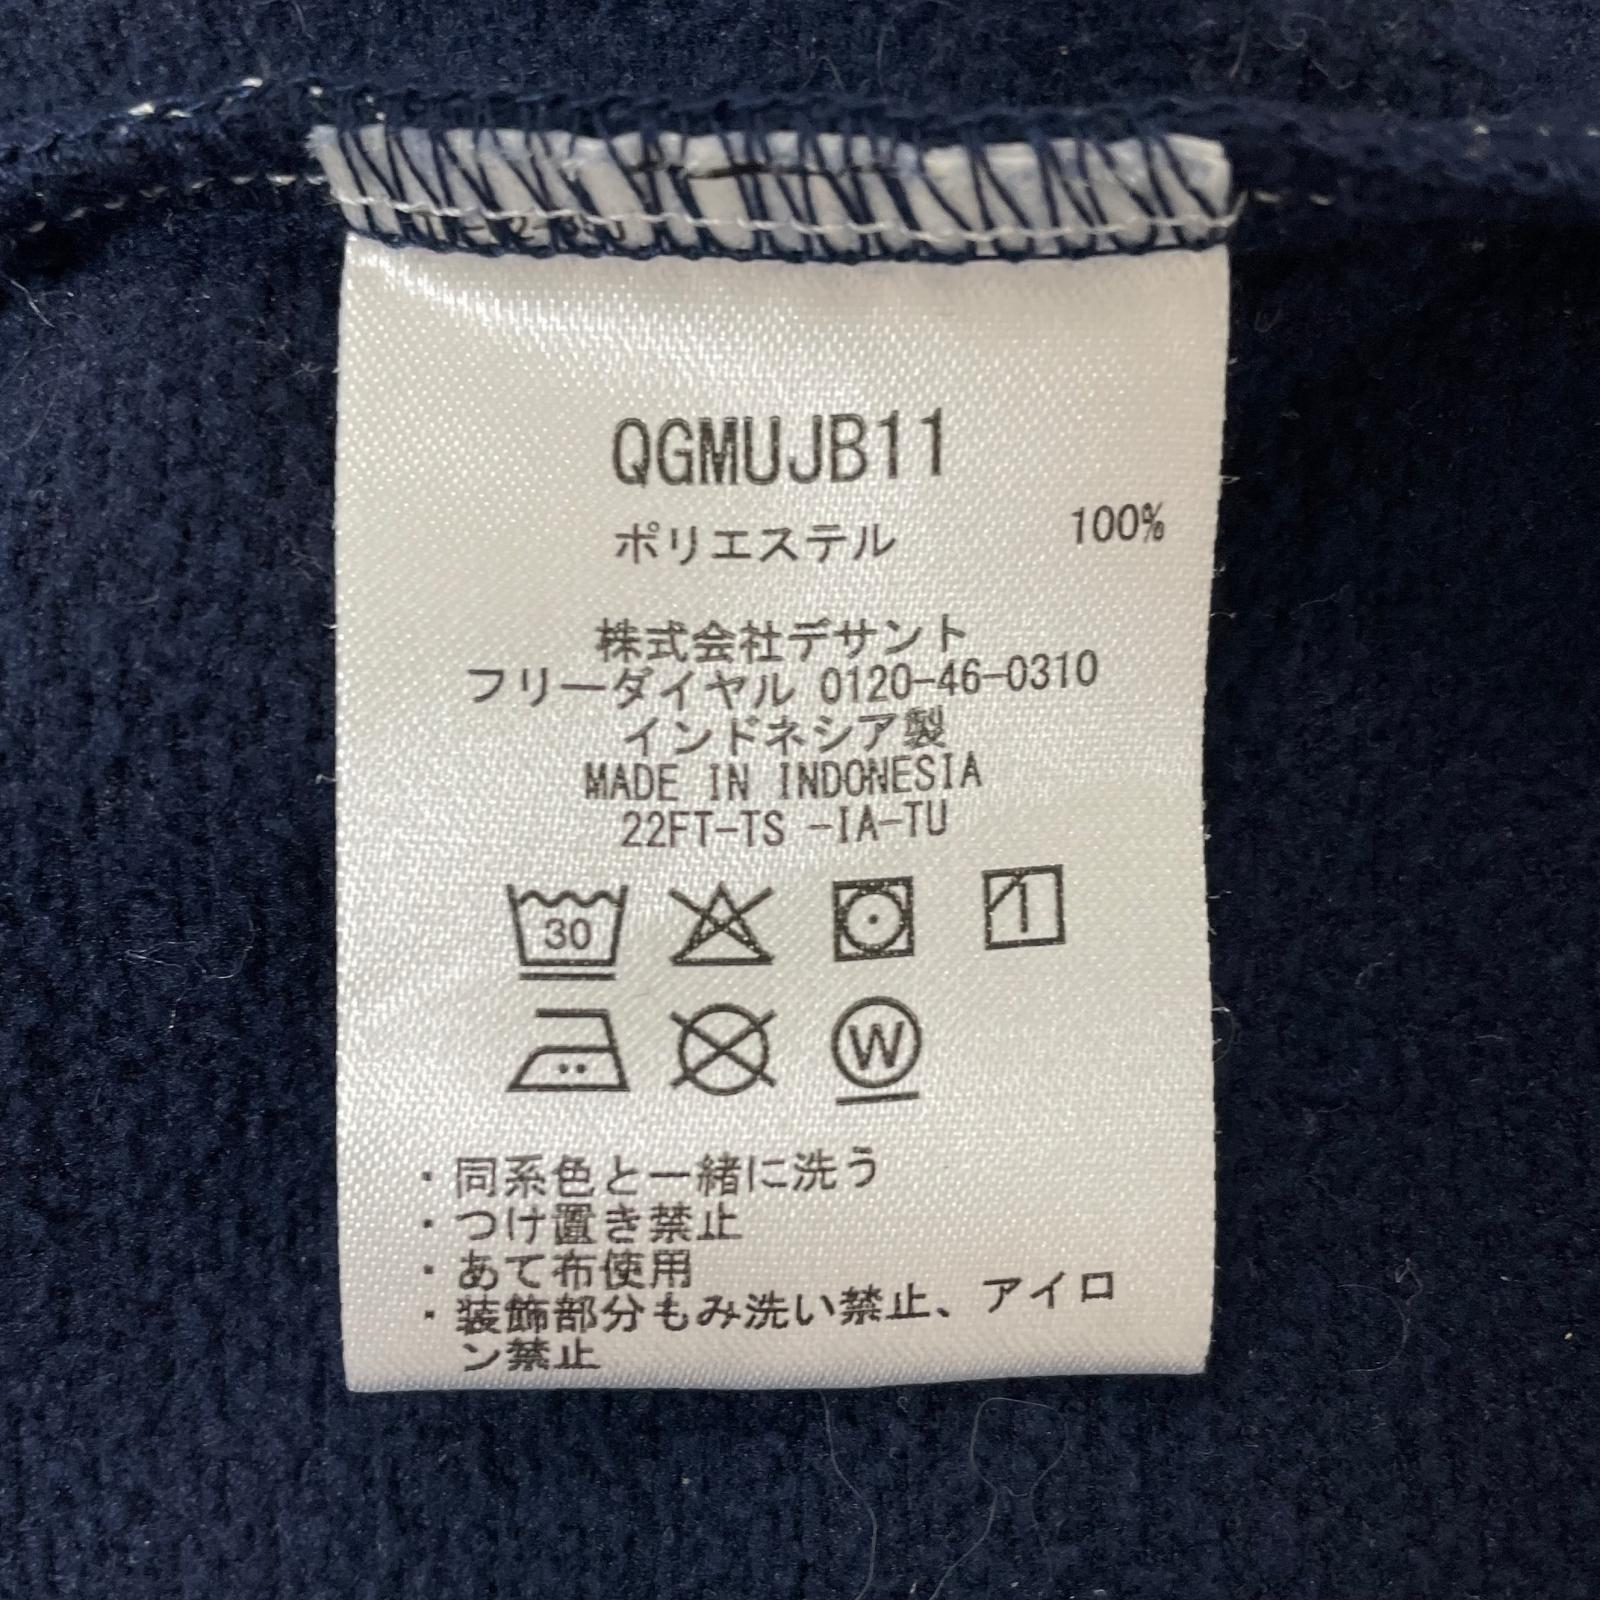 QGMUJB11
ポリエステル 100%
株式会社デサント
フリーダイヤル 0120-46-0310
インドネシア製
MADE IN INDONESIA
22FT-TS -IA-TU
30
W
・同系色と一緒に洗う
・つけ置き禁止
・あて布使用
・装飾部分もみ洗い禁止、アイロ
ン禁止